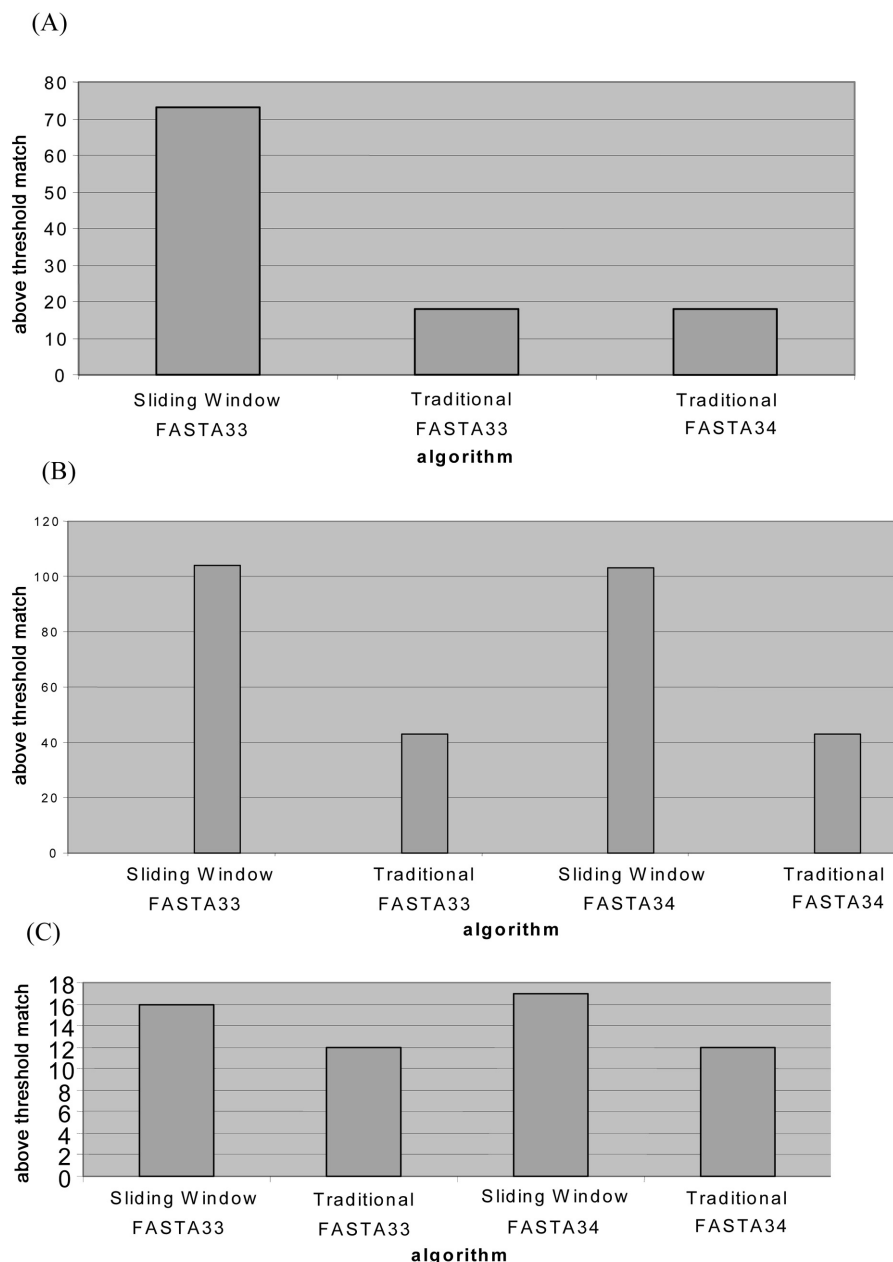 (A)
above threshold match
80
70
60
50
40
30
20
10
0
Sliding Window FASTA33
Traditional FASTA33
Traditional FASTA34
algorithm
(B)
above threshold match
120
100
80
60
40
20
0
Sliding Window FASTA33
Traditional FASTA33
Sliding Window FASTA34
Traditional FASTA34
algorithm
(C)
above threshold match
18
16
14
12
10
8
6
4
2
0
Sliding Window FASTA33
Traditional FASTA33
Sliding Window FASTA34
Traditional FASTA34
algorithm